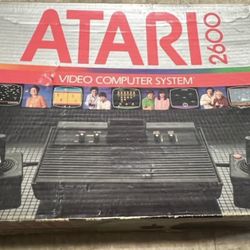 ATARI
2600
VIDEO COMPUTER SYSTEM